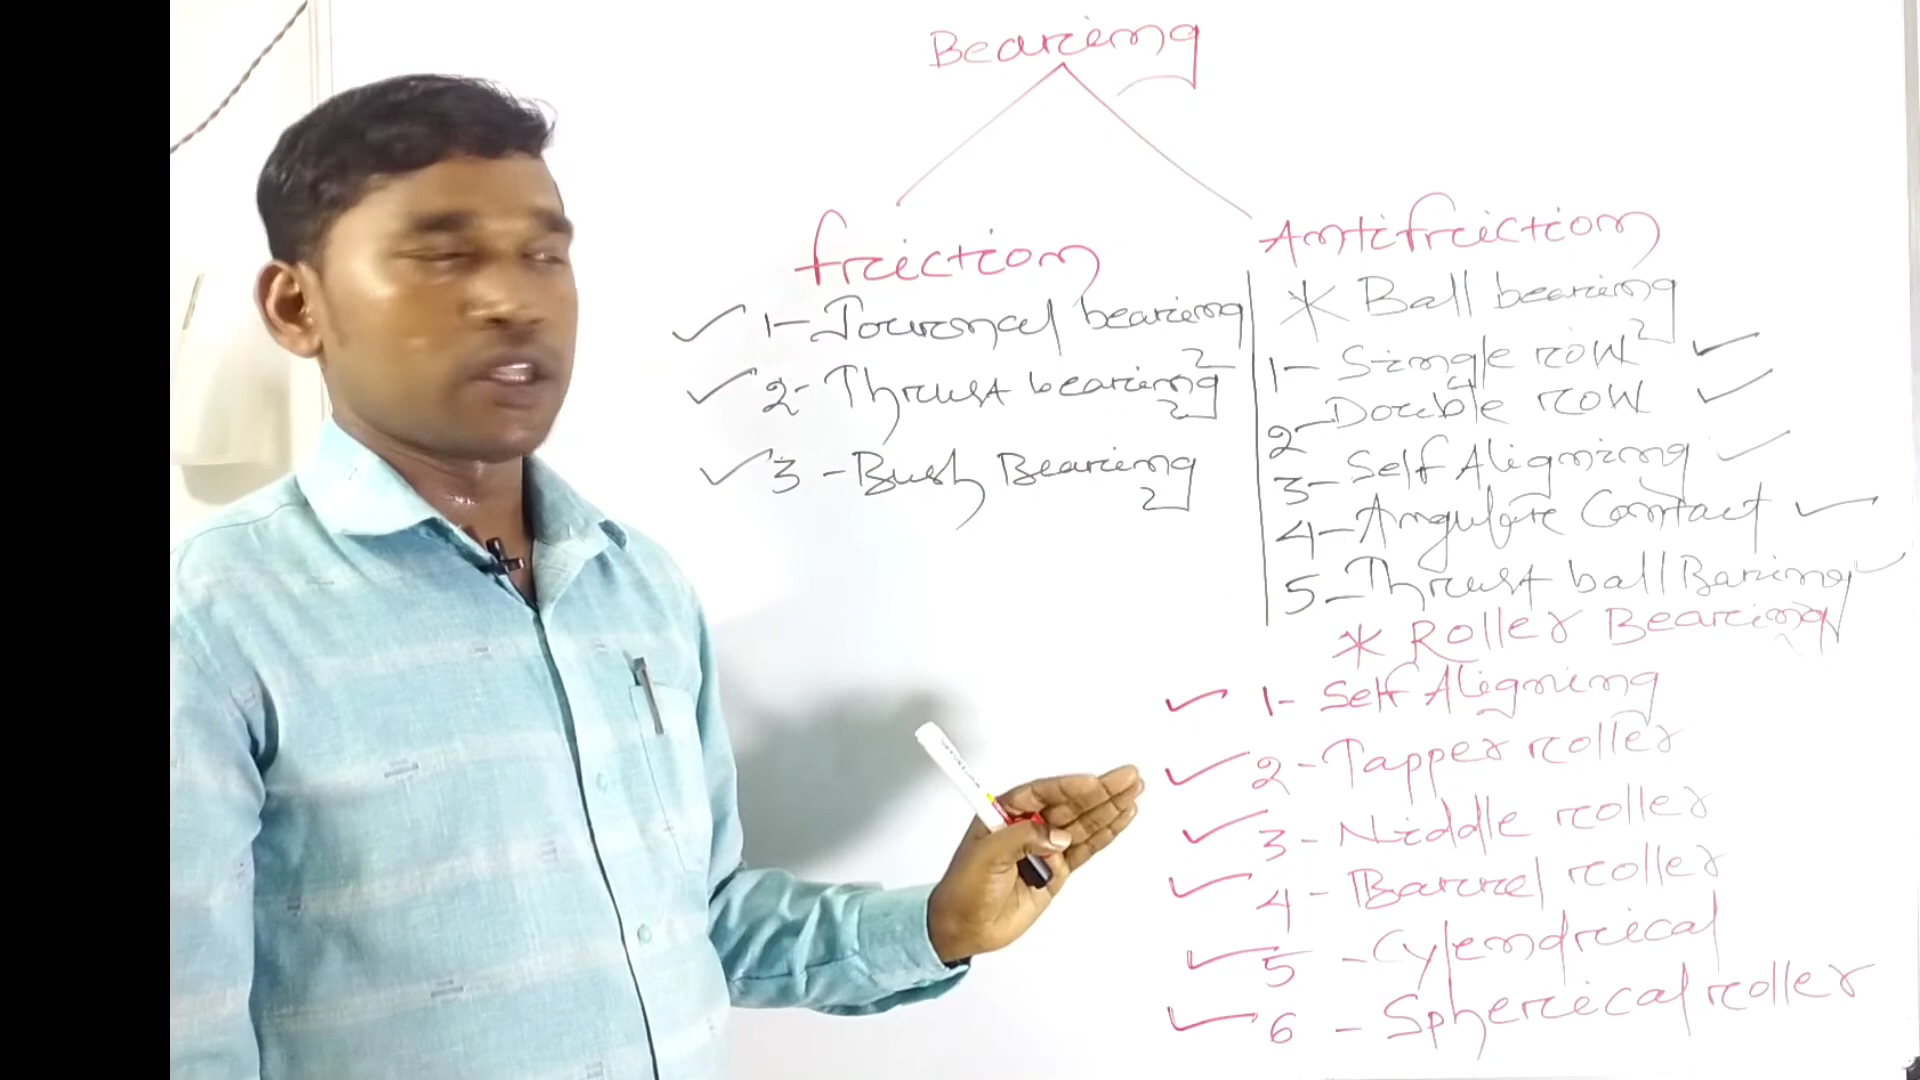 Bearing
friction
1- Journal bearing
2- Thrust bearing
3 - Bush Bearing
Antifriction
* Ball bearing
1- Single row
2- Double row
3- Self Aligning
4- Angular Contact
5- Thrust ball Baring
* Roller Bearing
1- Self Aligning
2- Tapper roller
3 - Niddle roller
4 - Barrel roller
5 - Cylendrical
6 - Spherical roller